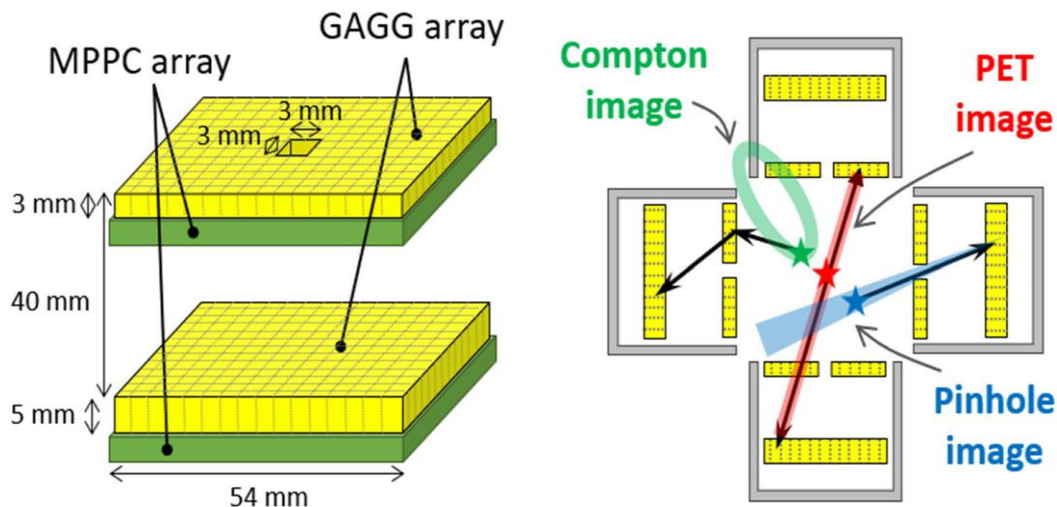 GAGG array
MPPC array
3 mm
3 mm
3 mm
40 mm
5 mm
54 mm
Compton
image
PET
image
Pinhole
image